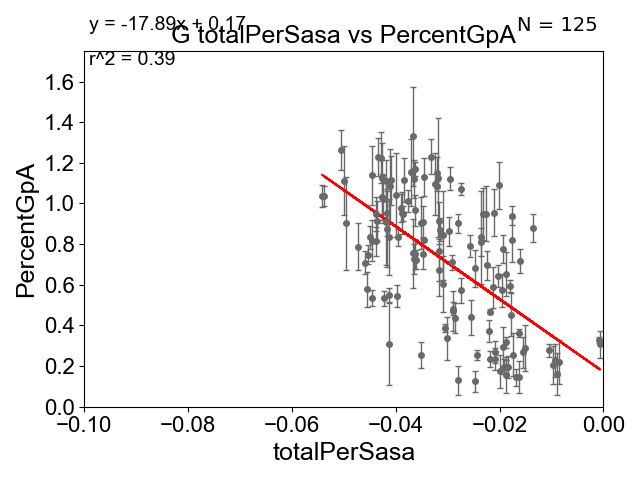 y = -17.89x + 0.17
N = 125
G totalPerSasa vs PercentGpA
r^2 = 0.39
PercentGpA
1.6
1.4
1.2
1.0
0.8
0.6
0.4
0.2
0.0
−0.10 −0.08 −0.06 −0.04 −0.02 0.00
totalPerSasa